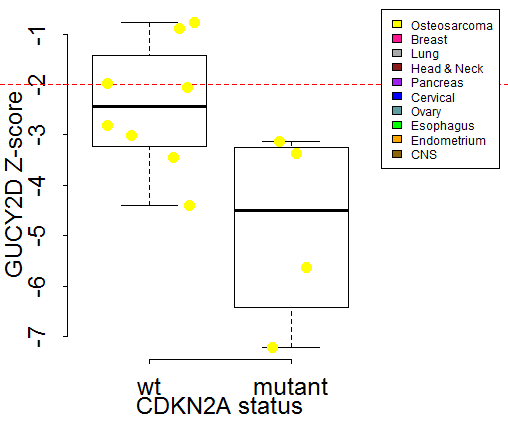 -1
-2
-3
-4
-5
-6
-7
GUCY2D Z-score
wt mutant
CDKN2A status
Osteosarcoma
Breast
Lung
Head & Neck
Pancreas
Cervical
Ovary
Esophagus
Endometrium
CNS